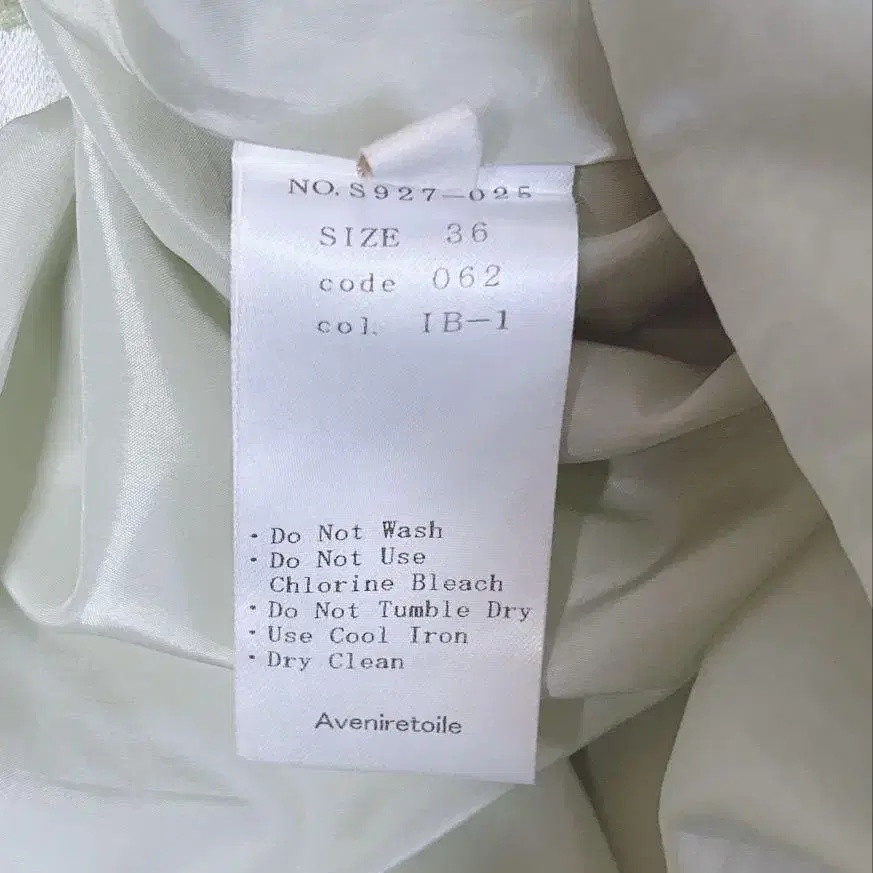 NO. S927-025
SIZE 36
code 062
col. IB-1
・Do Not Wash
・Do Not Use
Chlorine Bleach
・Do Not Tumble Dry
・Use Cool Iron
・Dry Clean
Aveniretoile